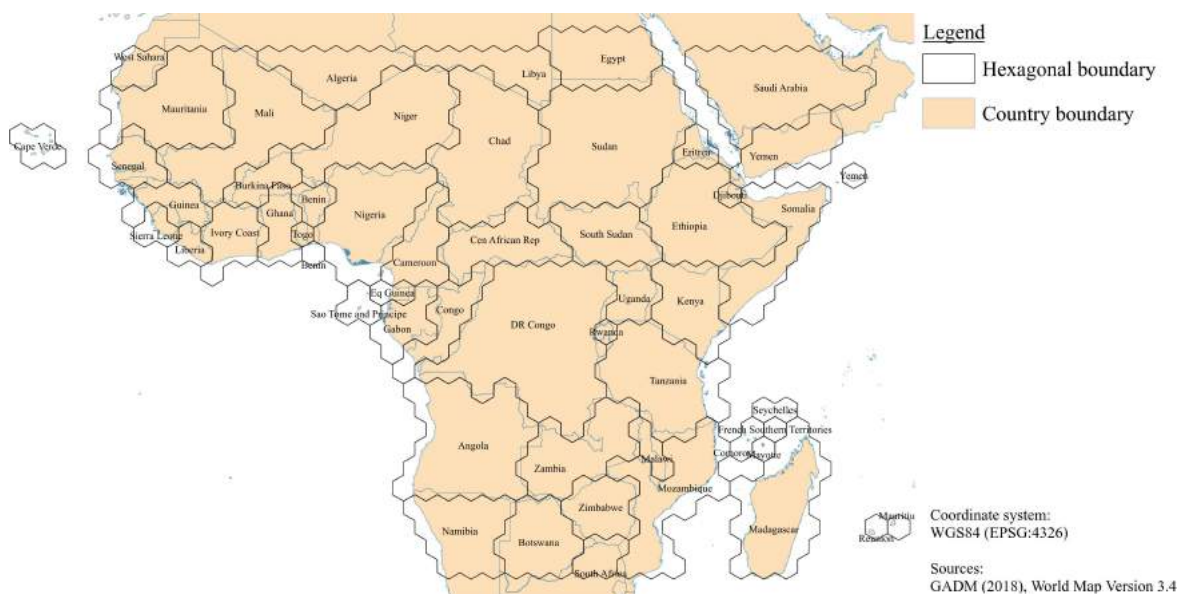 Legend
Hexagonal boundary
Country boundary
West Sahara
Algeria
Libya
Egypt
Saudi Arabia
Mauritania
Mali
Niger
Chad
Sudan
Eritrea
Yemen
Yemen
Cape Verde
Senegal
Burkina Faso
Benin
Nigeria
Djibouti
Somalia
Guinea
Ghana
Sierra Leone
Ivory Coast
Togo
Cen African Rep
South Sudan
Ethiopia
Liberia
Benin
Cameroon
Eq Guinea
Sao Tome and Principe
Gabon
Congo
DR Congo
Uganda
Kenya
Rwanda
Tanzania
Seychelles
French Southern Territories
Comoros
Mayotte
Angola
Zambia
Malawi
Mozambique
Namibia
Botswana
Zimbabwe
South Africa
Madagascar
Mauritiu
Reunion
Coordinate system:
WGS84 (EPSG:4326)
Sources:
GADM (2018), World Map Version 3.4